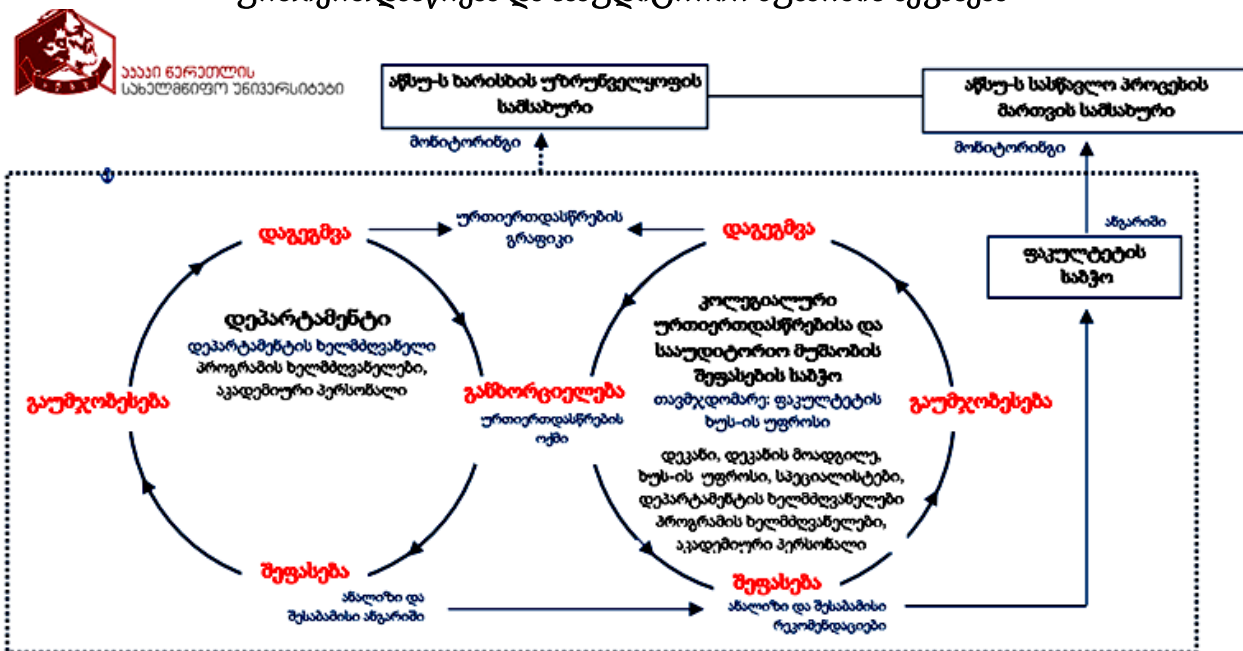 აკაკი წერეთლის
სახელმწიფო უნივერსიტეტი
აწსუ-ს ხარისხის უზრუნველყოფის
სამსახური
აწსუ-ს სასწავლო პროცესის
მართვის სამსახური
მონიტორინგი
მონიტორინგი
დაგეგმვა
ურთიერთდასწრების
გრაფიკი
დაგეგმვა
ანგარიში
ფაკულტეტის
საბჭო
დეპარტამენტი
დეპარტამენტის ხელმძღვანელი
პროგრამის ხელმძღვანელები,
აკადემიური პერსონალი
კოლეგიალური
ურთიერთდასწრებისა და
სააუდიტორიო მუშაობის
შეფასების საბჭო
თავმჯდომარე: ფაკულტეტის
ხუს-ის უფროსი
დეკანი, დეკანის მოადგილე,
ხუს-ის უფროსი, სპეციალისტები,
დეპარტამენტის ხელმძღვანელები
პროგრამის ხელმძღვანელები,
აკადემიური პერსონალი
გაუმჯობესება
განხორციელება
ურთიერთდასწრების
ოქმი
გაუმჯობესება
შეფასება
ანალიზი და
შესაბამისი ანგარიში
შეფასება
ანალიზი და შესაბამისი
რეკომენდაციები